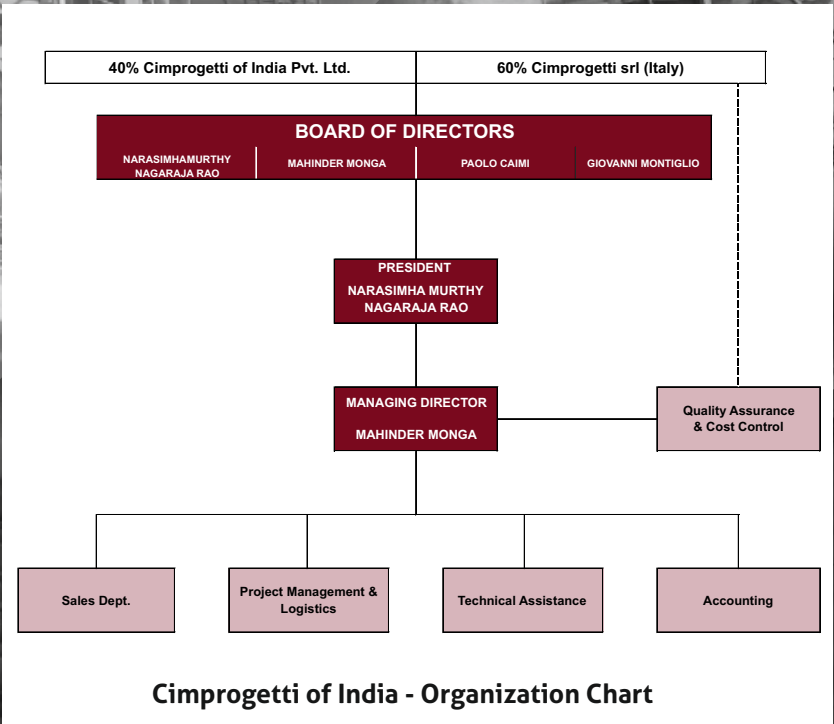 40% Cimprogetti of India Pvt. Ltd.
60% Cimprogetti srl (Italy)
BOARD OF DIRECTORS
NARASIMHAMURTHY
NAGARAJA RAO
MAHINDER MONGA
PAOLO CAIMI
GIOVANNI MONTIGLIO
PRESIDENT
NARASIMHA MURTHY
NAGARAJA RAO
MANAGING DIRECTOR
MAHINDER MONGA
Quality Assurance
& Cost Control
Sales Dept.
Project Management &
Logistics
Technical Assistance
Accounting
Cimprogetti of India - Organization Chart